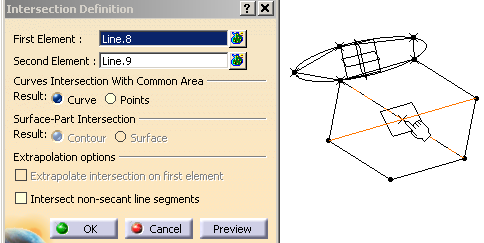 Intersection Definition
First Element : Line.8
Second Element : Line.9
Curves Intersection With Common Area
Result: Curve Points
Surface-Part Intersection
Result: Contour Surface
Extrapolation options
Extrapolate intersection on first element
Intersect non-secant line segments
OK Cancel Preview